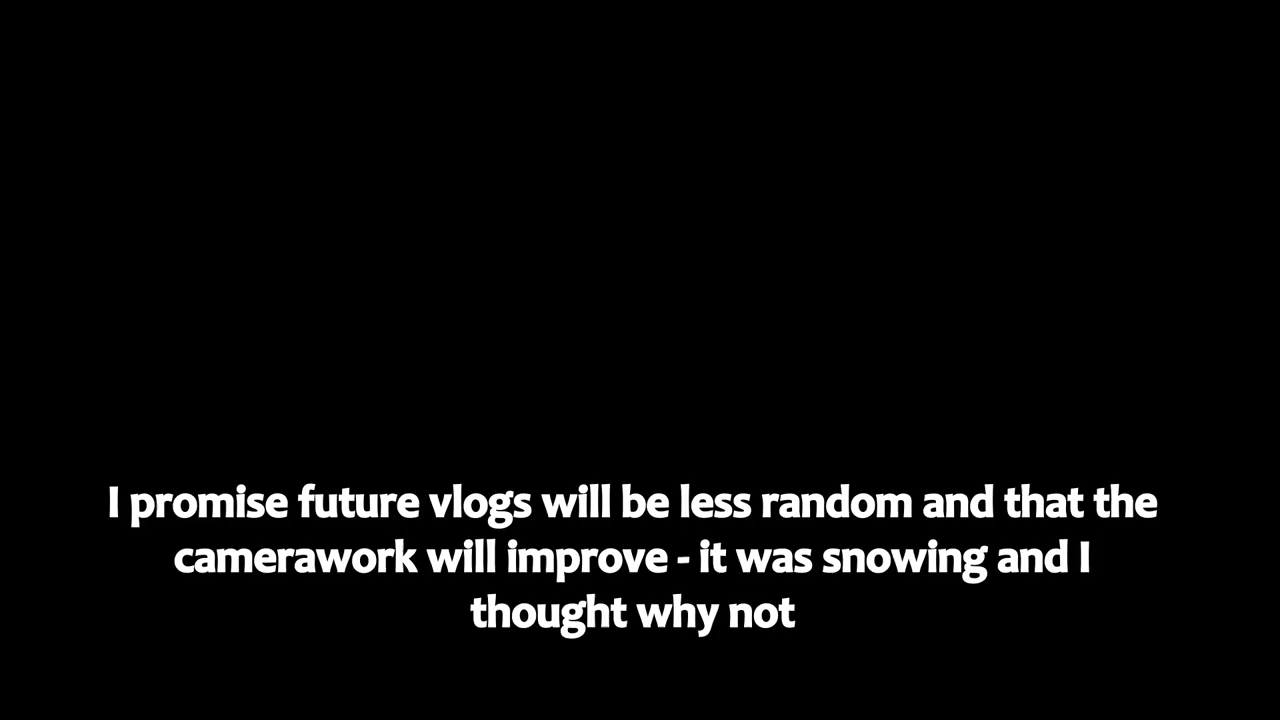 I promise future vlogs will be less random and that the
camerawork will improve - it was snowing and I
thought why not